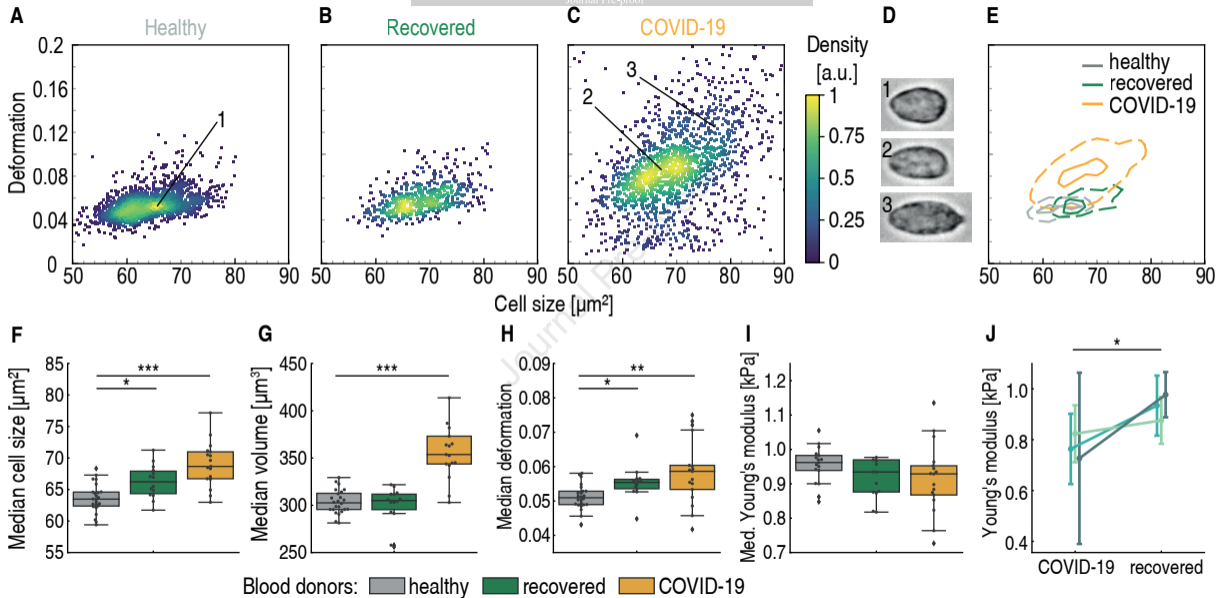 Journal Pre-proof
A
Healthy
B
Recovered
C
COVID-19
D
E
Density
[a.u.]
Deformation
0.2
0.16
0.12
0.08
0.04
0
50 60 70 80 90
1
50 60 70 80 90
2
3
50 60 70 80 90
1
0.75
0.5
0.25
0
1
2
3
healthy
recovered
COVID-19
50 60 70 80 90
Cell size [µm²]
Journal Pre
F
Median cell size [µm²]
85
80
75
70
65
60
55
***
*
G
Median volume [µm³]
450
400
350
300
250
***
H
Median deformation
0.09
0.08
0.07
0.06
0.05
0.04
**
*
I
Med. Young's modulus [kPa]
1.2
1.1
1.0
0.9
0.8
0.7
J
Young's modulus [kPa]
1.0
0.8
0.6
0.4
*
COVID-19 recovered
Blood donors: healthy recovered COVID-19